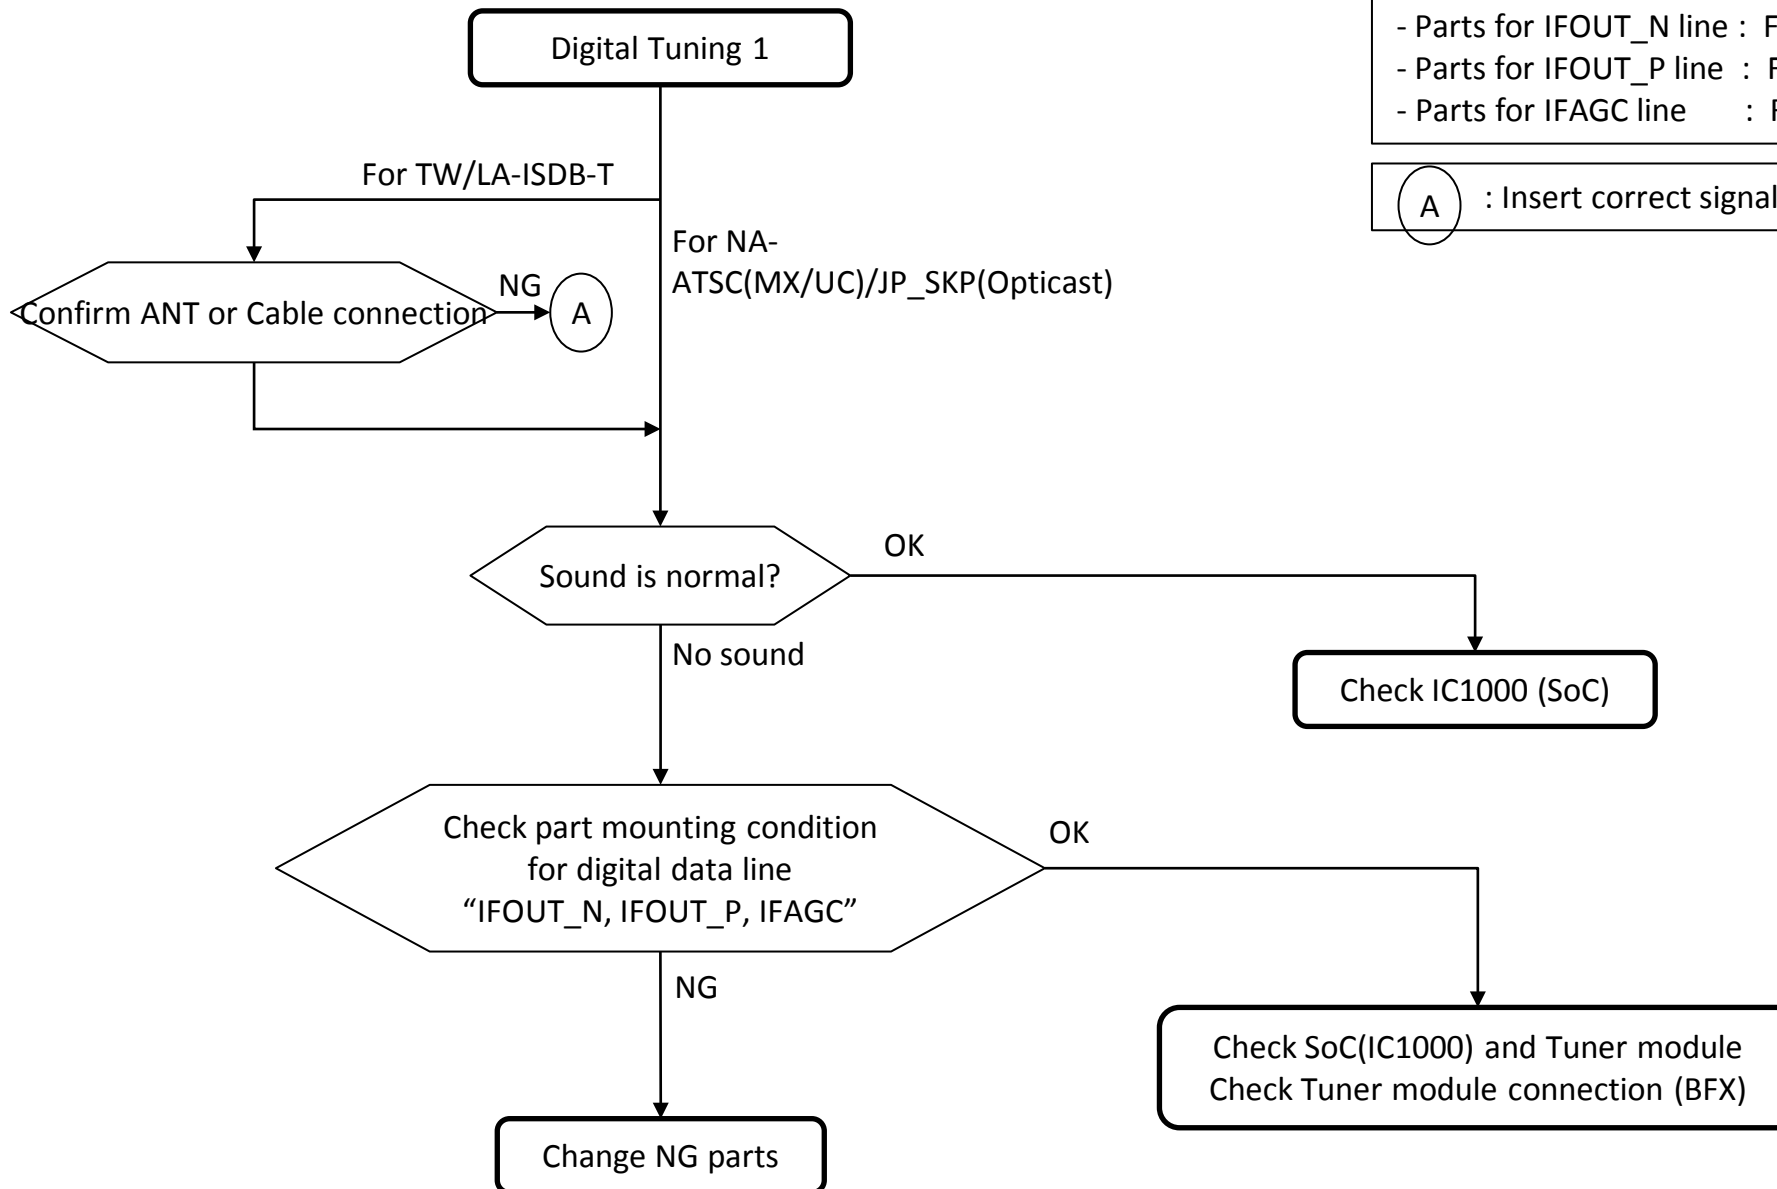 Digital Tuning 1
- Parts for IFOUT_N line :
- Parts for IFOUT_P line :
- Parts for IFAGC line :
A : Insert correct signal
For TW/LA-ISDB-T
For NA-
ATSC(MX/UC)/JP_SKP(Opticast)
Confirm ANT or Cable connection
NG
A
Sound is normal?
OK
No sound
Check IC1000 (SoC)
Check part mounting condition
for digital data line
“IFOUT_N, IFOUT_P, IFAGC”
OK
NG
Check SoC(IC1000) and Tuner module
Check Tuner module connection (BFX)
Change NG parts